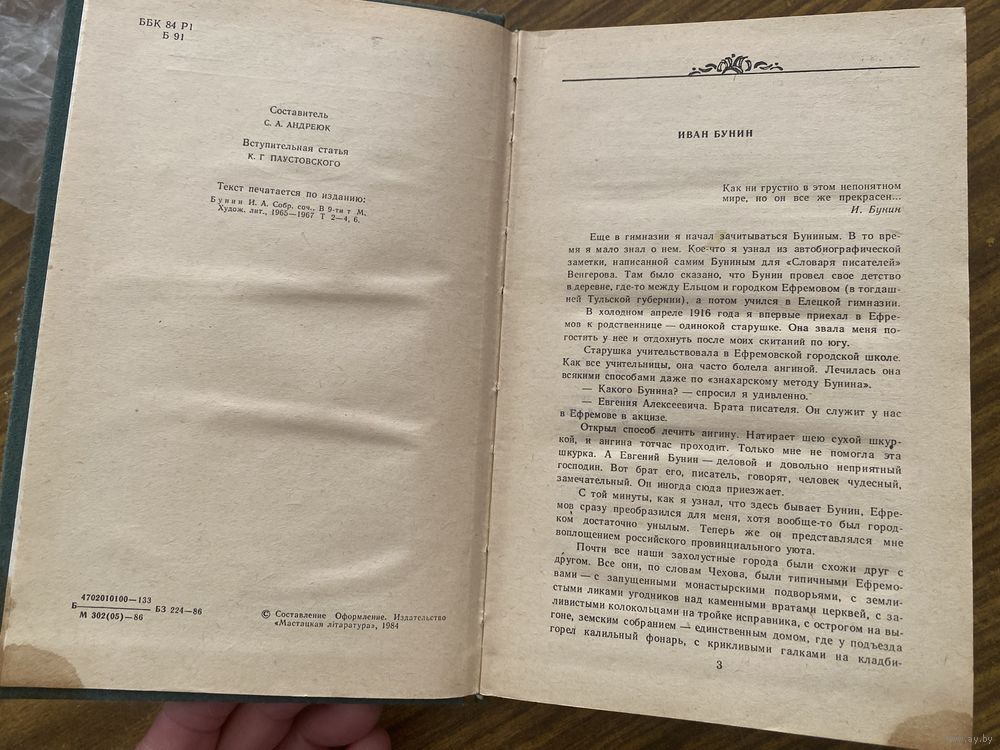 ББК 84 Р1
Б 91
Составитель
С. А. АНДРЕЮК
Вступительная статья
К. Г ПАУСТОВСКОГО
Текст печатается по изданию:
Бунин И. А. Собр. соч., В 9-ти т М.
Худож. лит., 1965—1967 Т 2—4, 6.
4702010100—133
Б БЗ 224—86
М 302(05)—86
© Составление Оформление. Издательство
«Мастацкая літаратура», 1984
ИВАН БУНИН
Как ни грустно в этом непонятном
мире, но он все же прекрасен...
И. Бунин
Еще в гимназии я начал зачитываться Буниным. В то вре-
мя я мало знал о нем. Кое-что я узнал из автобиографической
заметки, написанной самим Буниным для «Словаря писателей»
Венгерова. Там было сказано, что Бунин провел свое детство
в деревне, где-то между Ельцом и городком Ефремовом (в тогдаш-
ней Тульской губернии), а потом учился в Елецкой гимназии.
В холодном апреле 1916 года я впервые приехал в Ефре-
мов к родственнице — одинокой старушке. Она звала меня по-
гостить у нее и отдохнуть после моих скитаний по югу.
Старушка учительствовала в Ефремовской городской школе.
Как все учительницы, она часто болела ангиной. Лечилась она
всякими способами даже по «знахарскому методу Бунина».
— Какого Бунина? — спросил я удивленно.
— Евгения Алексеевича. Брата писателя. Он служит у нас
в Ефремове в акцизе.
Открыл способ лечить ангину. Натирает шею сухой шкур-
кой, и ангина тотчас проходит. Только мне не помогла эта
шкурка. А Евгений Бунин — деловой и довольно неприятный
господин. Вот брат его, писатель, говорят, человек чудесный,
замечательный. Он иногда сюда приезжает.
С той минуты, как я узнал, что здесь бывает Бунин, Ефре-
мов сразу преобразился для меня, хотя вообще-то был город-
ком достаточно унылым. Теперь же он представлялся мне
воплощением российского провинциального уюта.
Почти все наши захолустные города были схожи друг с
другом. Все они, по словам Чехова, были типичными Ефремо-
вами — с запущенными монастырскими подворьями, с земли-
стыми ликами угодников над каменными вратами церквей, с за-
ливистыми колокольцами на тройке исправника, с острогом на вы-
гоне, земским собранием — единственным домом, где у подъезда
горел калильный фонарь, с крикливыми галками на кладби-
3
www.ay.by